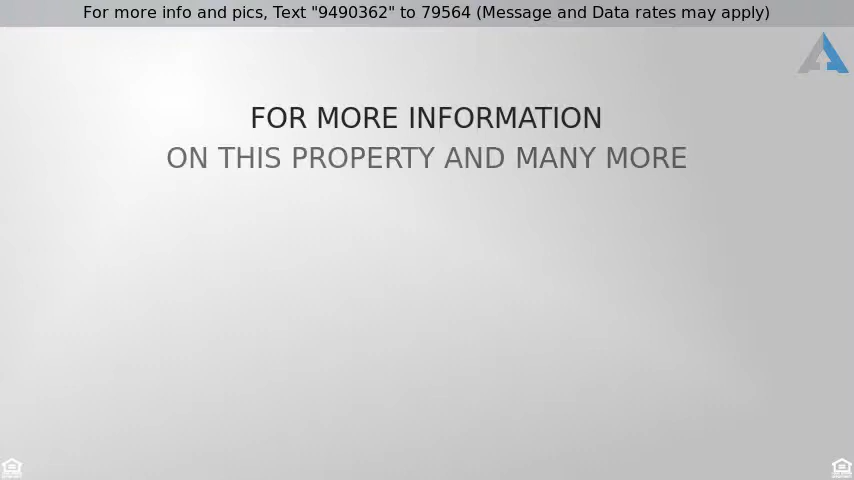 For more info and pics, Text "9490362" to 79564 (Message and Data rates may apply)
FOR MORE INFORMATION
ON THIS PROPERTY AND MANY MORE